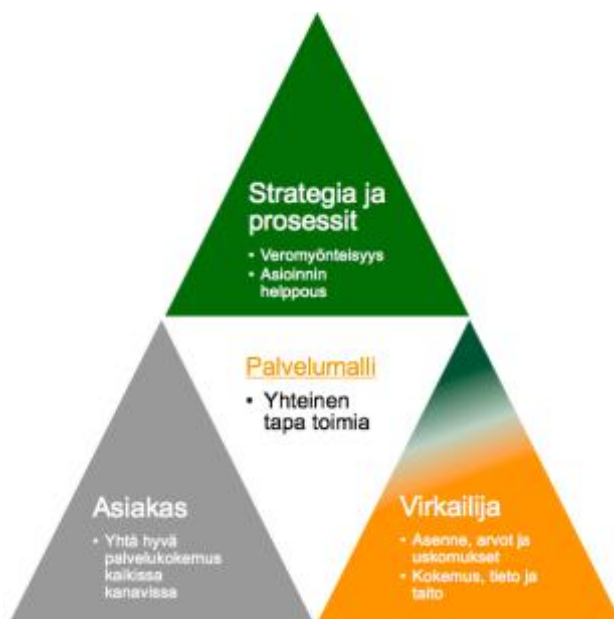 Strategia ja
prosessit
• Veromyönteisyys
• Asioinnin
helppous
Palvelumalli
• Yhteinen
tapa toimia
Asiakas
• Yhtä hyvä
palvelukokemus
kaikissa
kanavissa
Virkailija
• Asenne, arvot ja
uskomukset
• Kokemus, tieto ja
taito